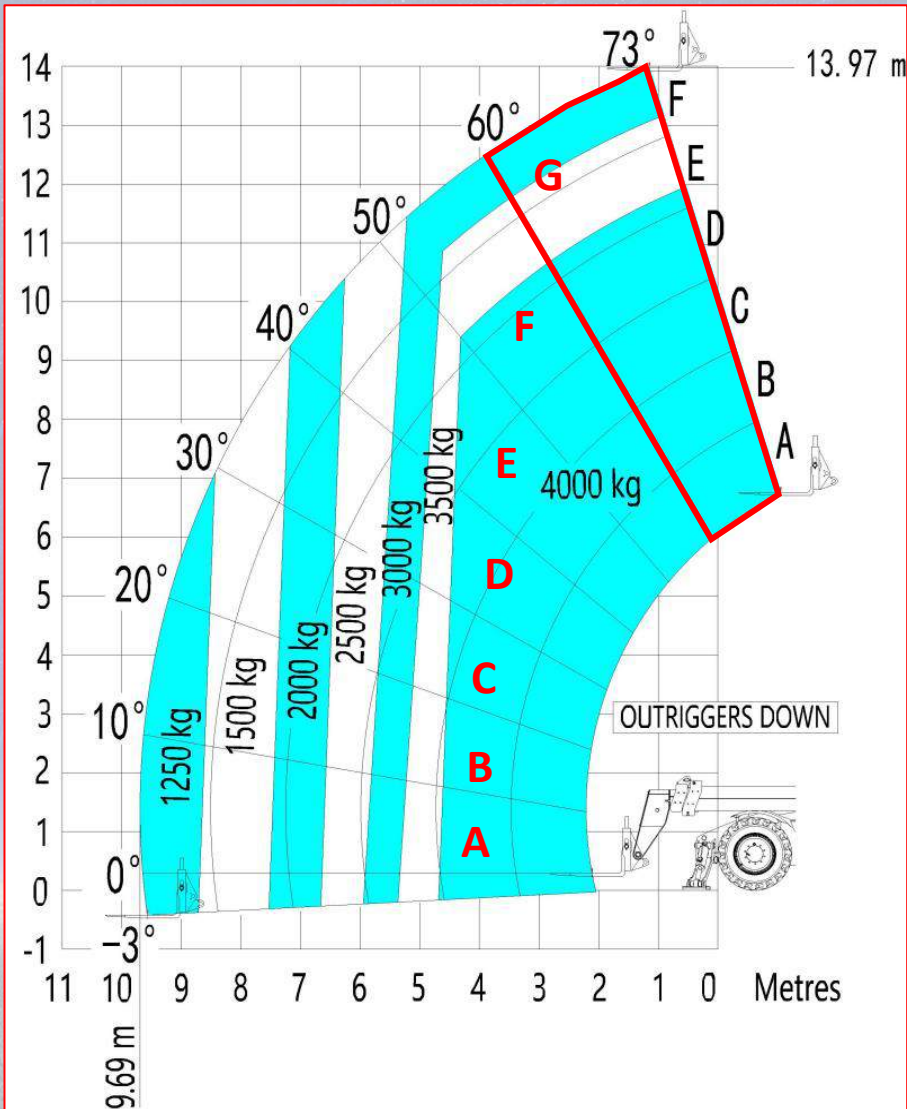 73°
13.97 m
14
F
60°
13
E
G
12
50°
D
11
C
10
40°
F
9
B
8
30°
A
7
E
4000 kg
3500 kg
6
3000 kg
20°
D
5
2500 kg
4
2000 kg
C
1500 kg
3
OUTRIGGERS DOWN
10°
1250 kg
2
B
1
A
0°
0
-3°
-1
11 10 9 8 7 6 5 4 3 2 1 0 Metres
9.69 m